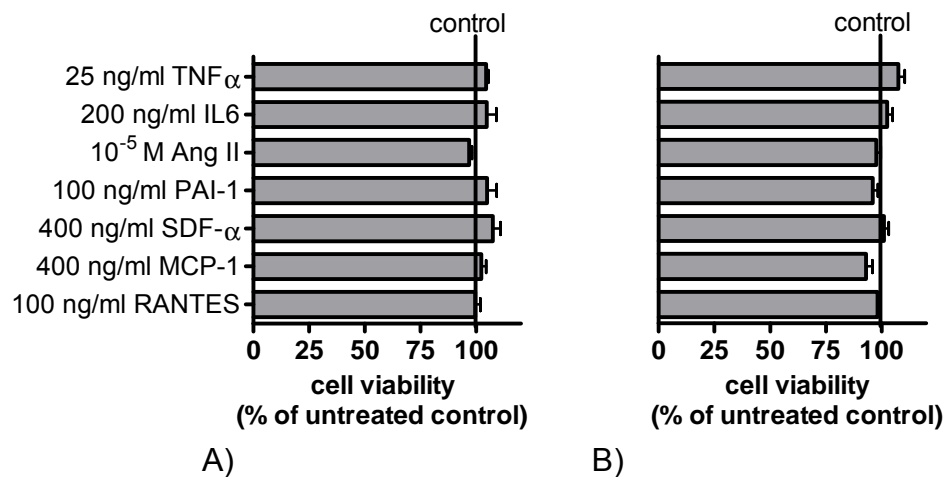 control
control
25 ng/ml TNFα
200 ng/ml IL6
10⁻⁵ M Ang II
100 ng/ml PAI-1
400 ng/ml SDF-α
400 ng/ml MCP-1
100 ng/ml RANTES
0 25 50 75 100
0 25 50 75 100
cell viability
(% of untreated control)
cell viability
(% of untreated control)
A)
B)